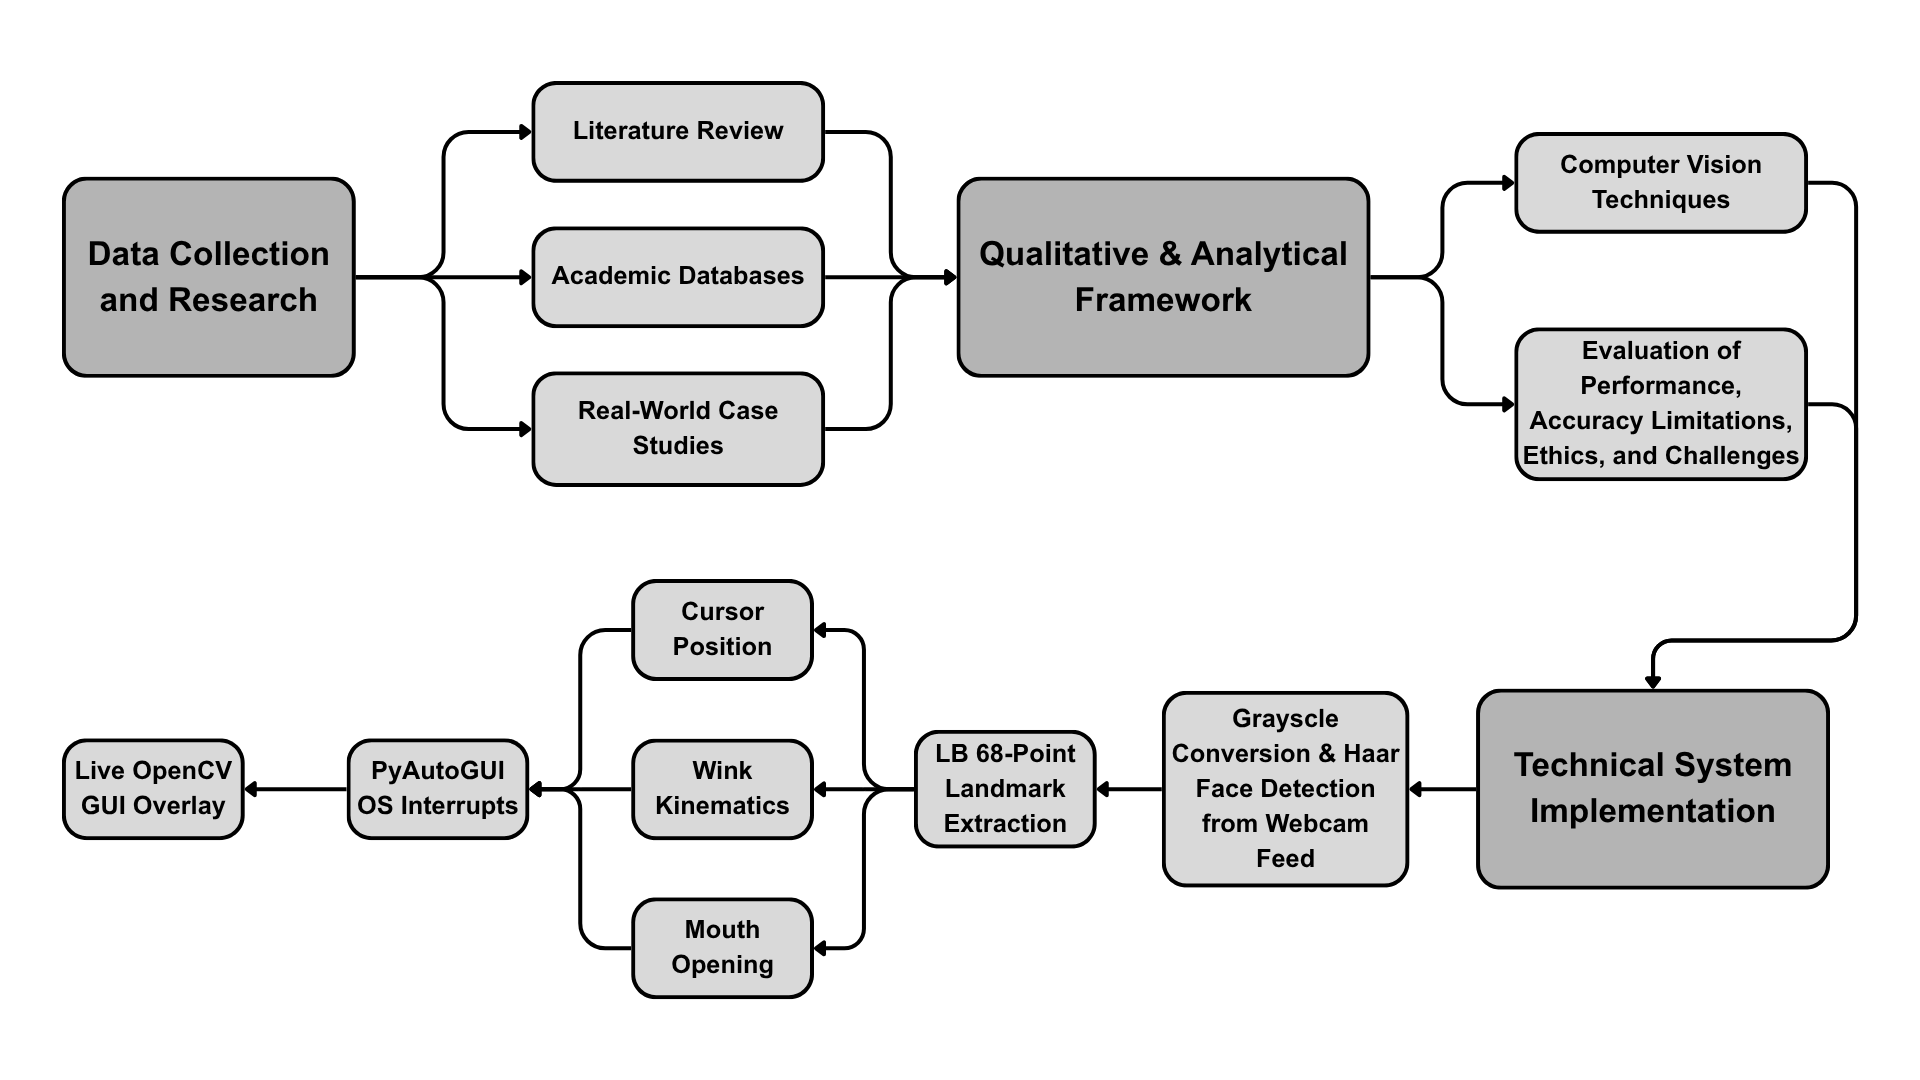 Data Collection
and Research
Literature Review
Academic Databases
Real-World Case
Studies
Qualitative & Analytical
Framework
Computer Vision
Techniques
Evaluation of
Performance,
Accuracy Limitations,
Ethics, and Challenges
Technical System
Implementation
Grayscle
Conversion & Haar
Face Detection
from Webcam
Feed
LB 68-Point
Landmark
Extraction
Cursor
Position
Wink
Kinematics
Mouth
Opening
PyAutoGUI
OS Interrupts
Live OpenCV
GUI Overlay